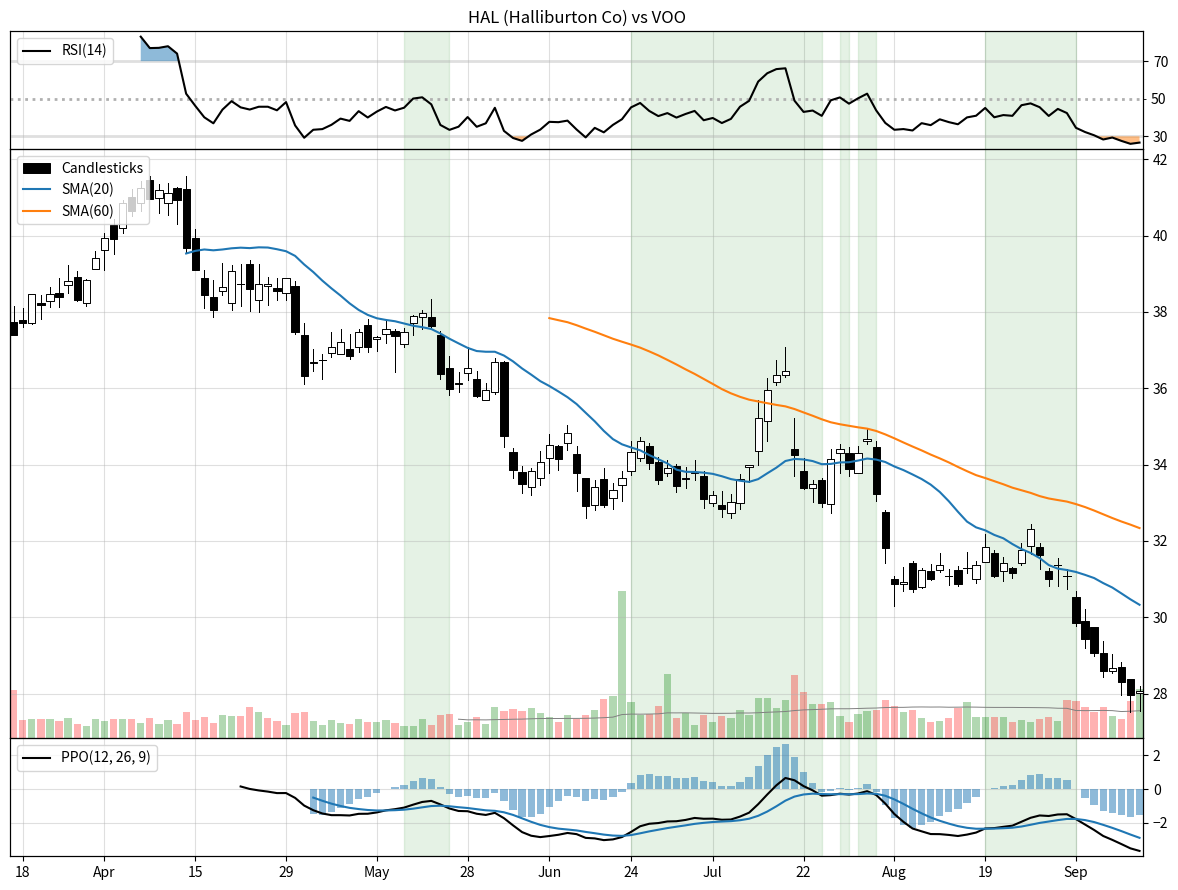 HAL (Halliburton Co) vs VOO
RSI(14)
70
50
30
Candlesticks
SMA(20)
SMA(60)
42
40
38
36
34
32
30
28
PPO(12, 26, 9)
2
0
−2
18 Apr 15 29 May 28 Jun 24 Jul 22 Aug 19 Sep